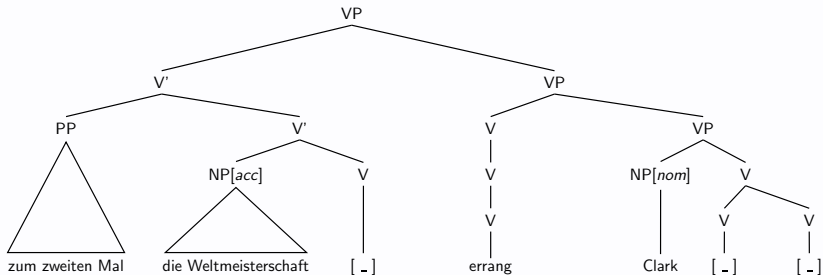 VP
V' VP
PP V' V VP
NP[acc] V V NP[nom] V
V V V
zum zweiten Mal die Weltmeisterschaft [ _ ] errang Clark [ _ ] [ _ ]